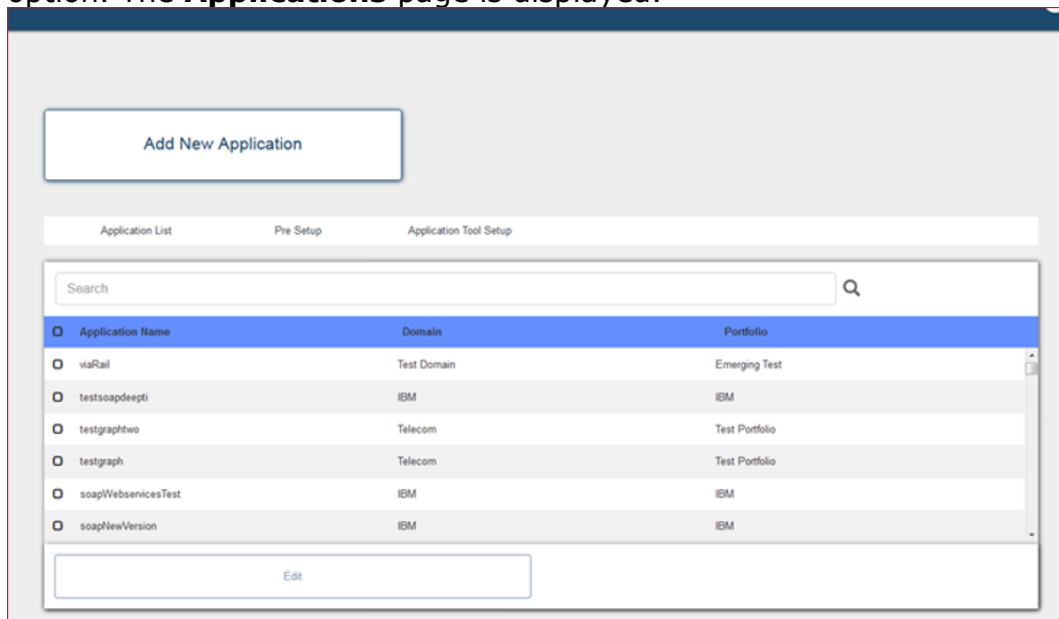 option. The Applications page is displayed.
Add New Application
Application List Pre Setup Application Tool Setup
Search
Application Name Domain Portfolio
viaRail Test Domain Emerging Test
testsoapdeepti IBM IBM
testgraphtwo Telecom Test Portfolio
testgraph Telecom Test Portfolio
soapWebservicesTest IBM IBM
soapNewVersion IBM IBM
Edit